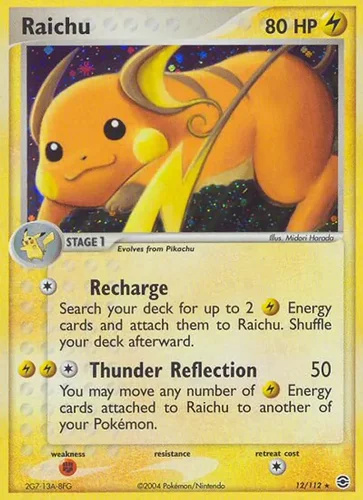 Raichu 80 HP
STAGE 1
Evolves from Pikachu
Illus. Midori Harada
Recharge
Search your deck for up to 2 Energy
cards and attach them to Raichu. Shuffle
your deck afterward.
Thunder Reflection 50
You may move any number of Energy
cards attached to Raichu to another of
your Pokémon.
weakness resistance retreat cost
2G7-13A-8FG ©2004 Pokémon/Nintendo 12/112 ★